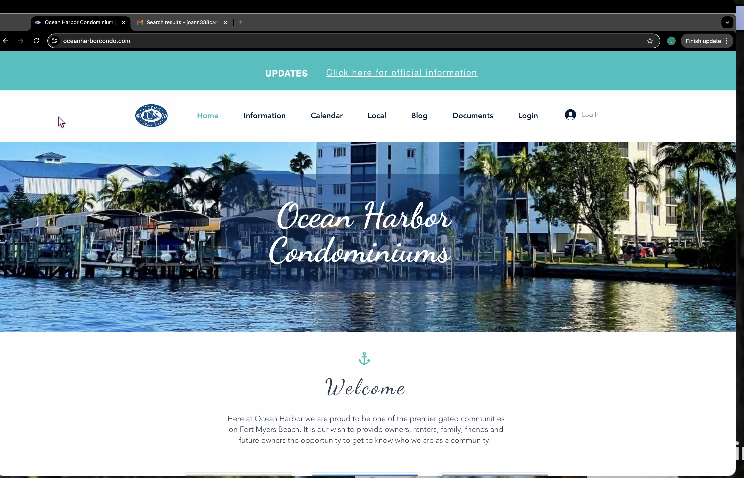 Ocean Harbor Condominium |
Search results - joann333car
oceanharborcondo.com
Finish update
UPDATES Click here for official information
Home Information Calendar Local Blog Documents Login
Ocean Harbor
Condominiums
Welcome
Here at Ocean Harbor we are proud to be one of the premier gated communities
on Fort Myers Beach. It is our wish to provide owners, renters, family, friends and
future owners the opportunity to get to know who we are as a community.